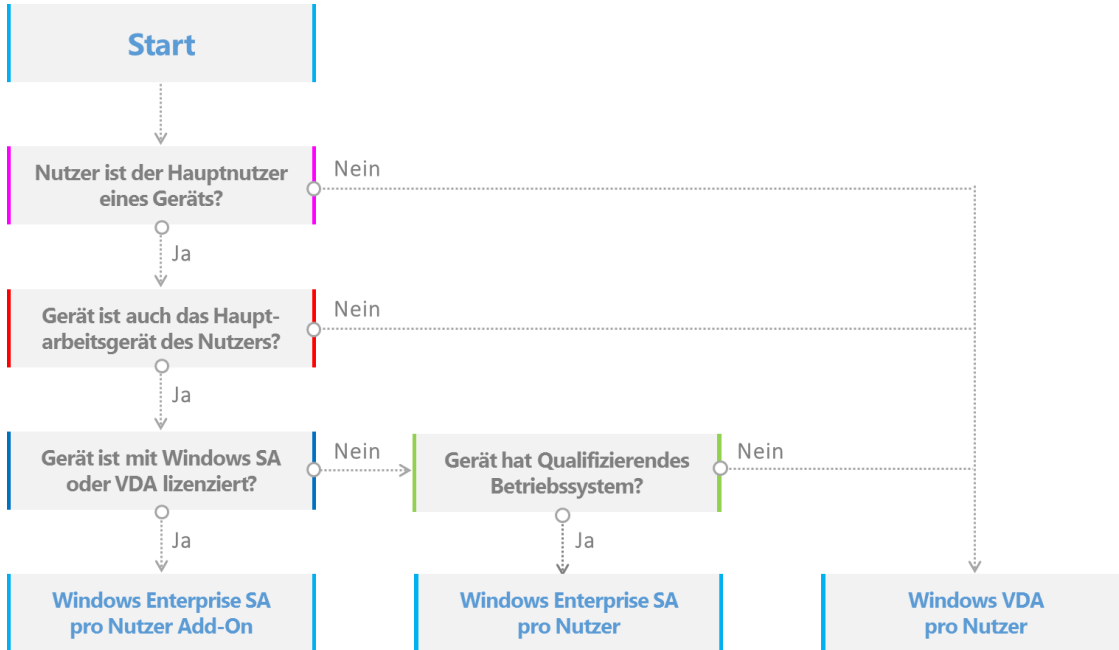 Start
Nutzer ist der Hauptnutzer
eines Geräts?
Nein
Ja
Gerät ist auch das Haupt-
arbeitsgerät des Nutzers?
Nein
Ja
Gerät ist mit Windows SA
oder VDA lizenziert?
Nein
Gerät hat Qualifizierendes
Betriebssystem?
Nein
Ja
Ja
Windows Enterprise SA
pro Nutzer Add-On
Windows Enterprise SA
pro Nutzer
Windows VDA
pro Nutzer